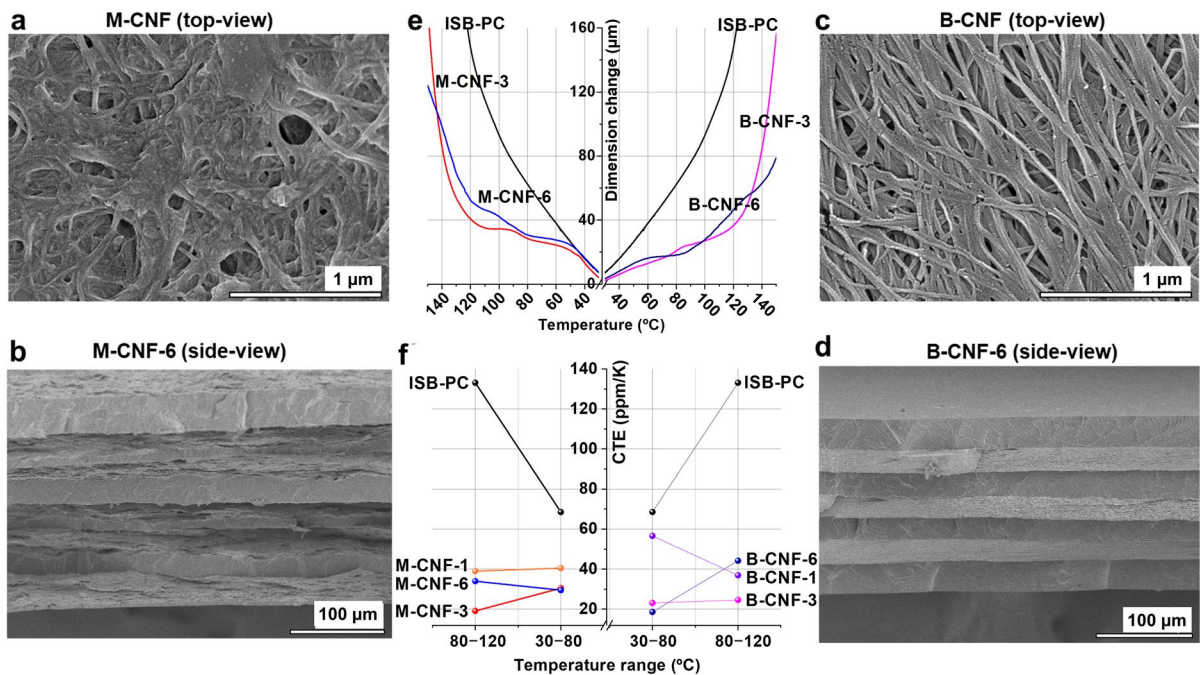 a
M-CNF (top-view)
1 µm
e
ISB-PC
ISB-PC
M-CNF-3
M-CNF-6
B-CNF-3
B-CNF-6
Dimension change (µm)
160
120
80
40
0
140
120
100
80
60
40
40
60
80
100
120
140
Temperature (ºC)
c
B-CNF (top-view)
1 µm
b
M-CNF-6 (side-view)
100 µm
f
ISB-PC
ISB-PC
M-CNF-1
M-CNF-6
M-CNF-3
B-CNF-6
B-CNF-1
B-CNF-3
CTE (ppm/K)
140
120
100
80
60
40
20
80−120
30−80
30−80
80−120
Temperature range (ºC)
d
B-CNF-6 (side-view)
100 µm